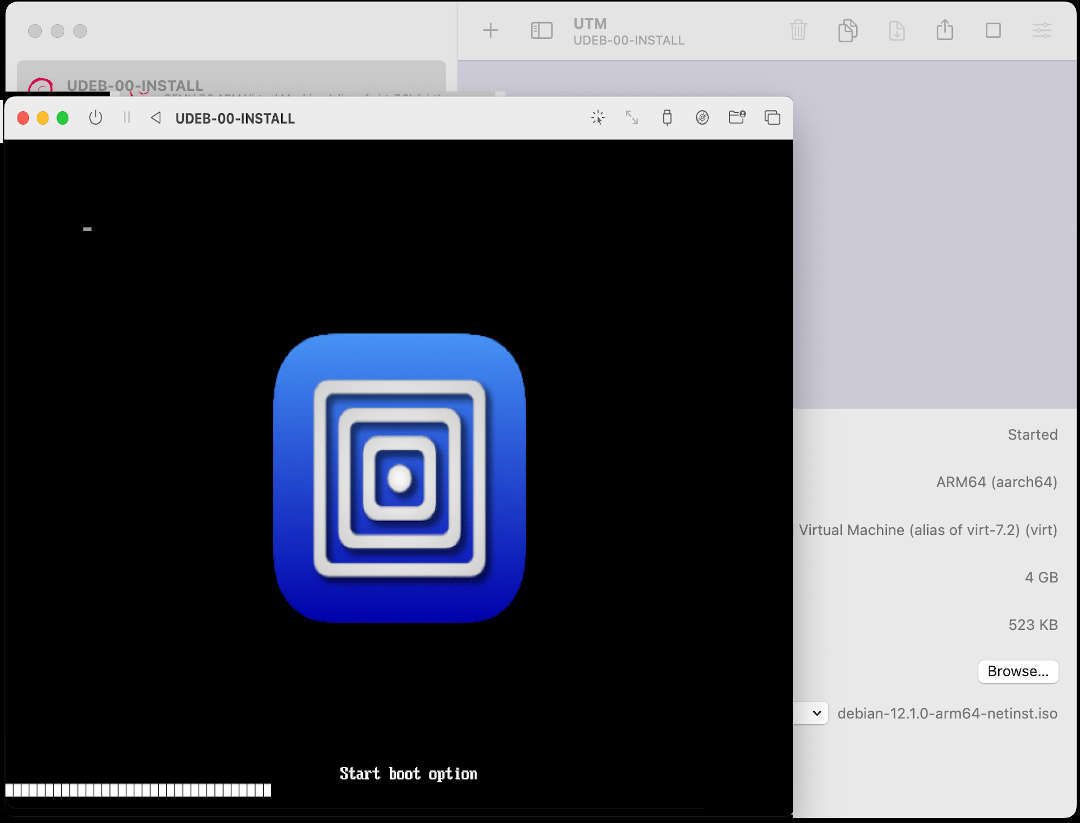 UTM
UDEB-00-INSTALL
UDEB-00-INSTALL
UDEB-00-INSTALL
Started
ARM64 (aarch64)
Virtual Machine (alias of virt-7.2) (virt)
4 GB
523 KB
Browse...
debian-12.1.0-arm64-netinst.iso
Start boot option